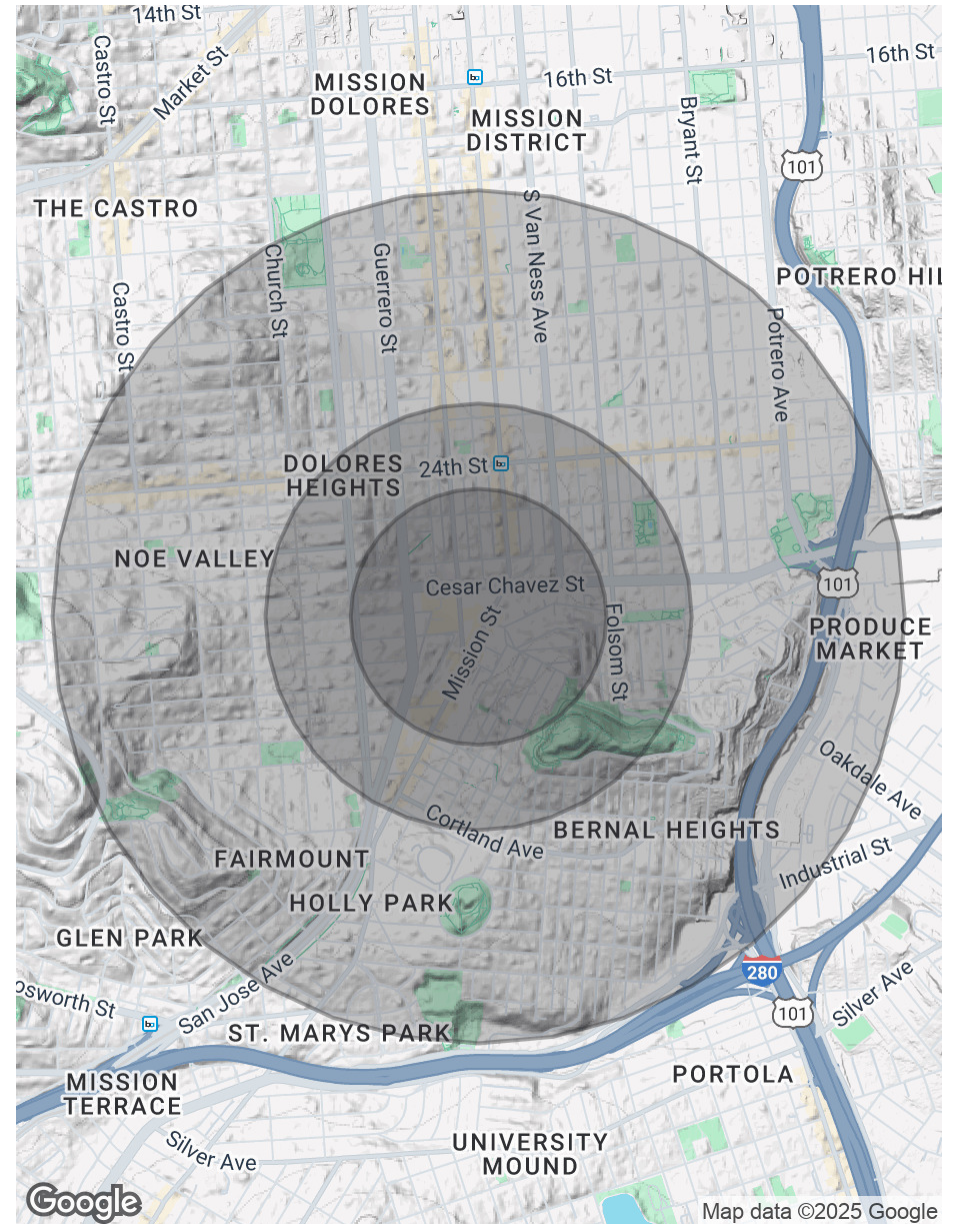 14th St
Castro St
Market St
MISSION
DOLORES
16th St
16th St
MISSION
DISTRICT
Bryant St
101
THE CASTRO
S Van Ness Ave
Church St
Guerrero St
POTRERO HIL
Castro St
Potrero Ave
DOLORES
HEIGHTS
24th St
NOE VALLEY
Cesar Chavez St
101
Mission St
Folsom St
PRODUCE
MARKET
Oakdale Ave
Cortland Ave
BERNAL HEIGHTS
FAIRMOUNT
Industrial St
HOLLY PARK
GLEN PARK
280
osworth St
San Jose Ave
101
Silver Ave
ST. MARYS PARK
MISSION
TERRACE
PORTOLA
Silver Ave
UNIVERSITY
MOUND
Google
Map data ©2025 Google